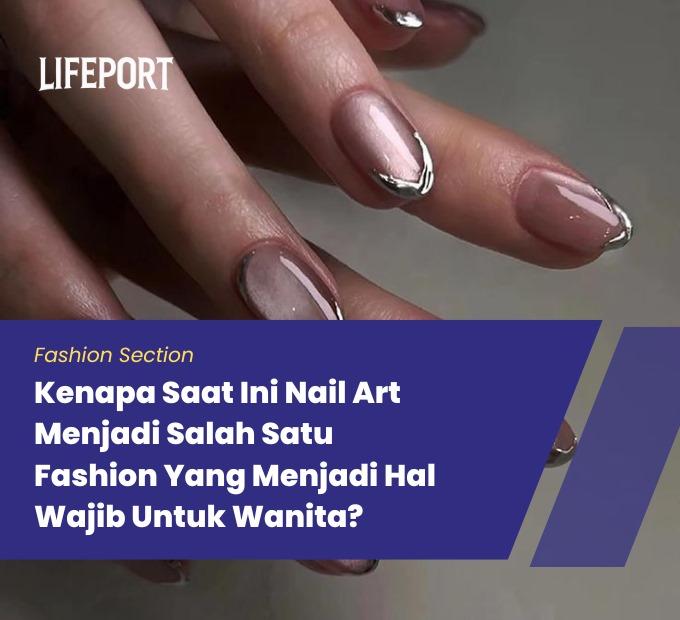 LIFEPORT
Fashion Section
Kenapa Saat Ini Nail Art
Menjadi Salah Satu
Fashion Yang Menjadi Hal
Wajib Untuk Wanita?